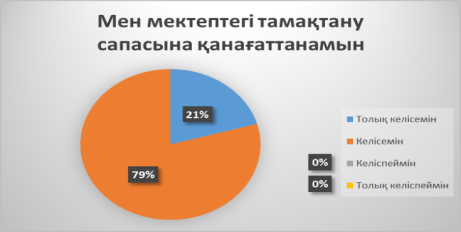 Мен мектептегі тамақтану
сапасына қанағаттанамын
21%
79%
0%
0%
Толық келісемін
Келісемін
Келіспеймін
Толық келіспеймін